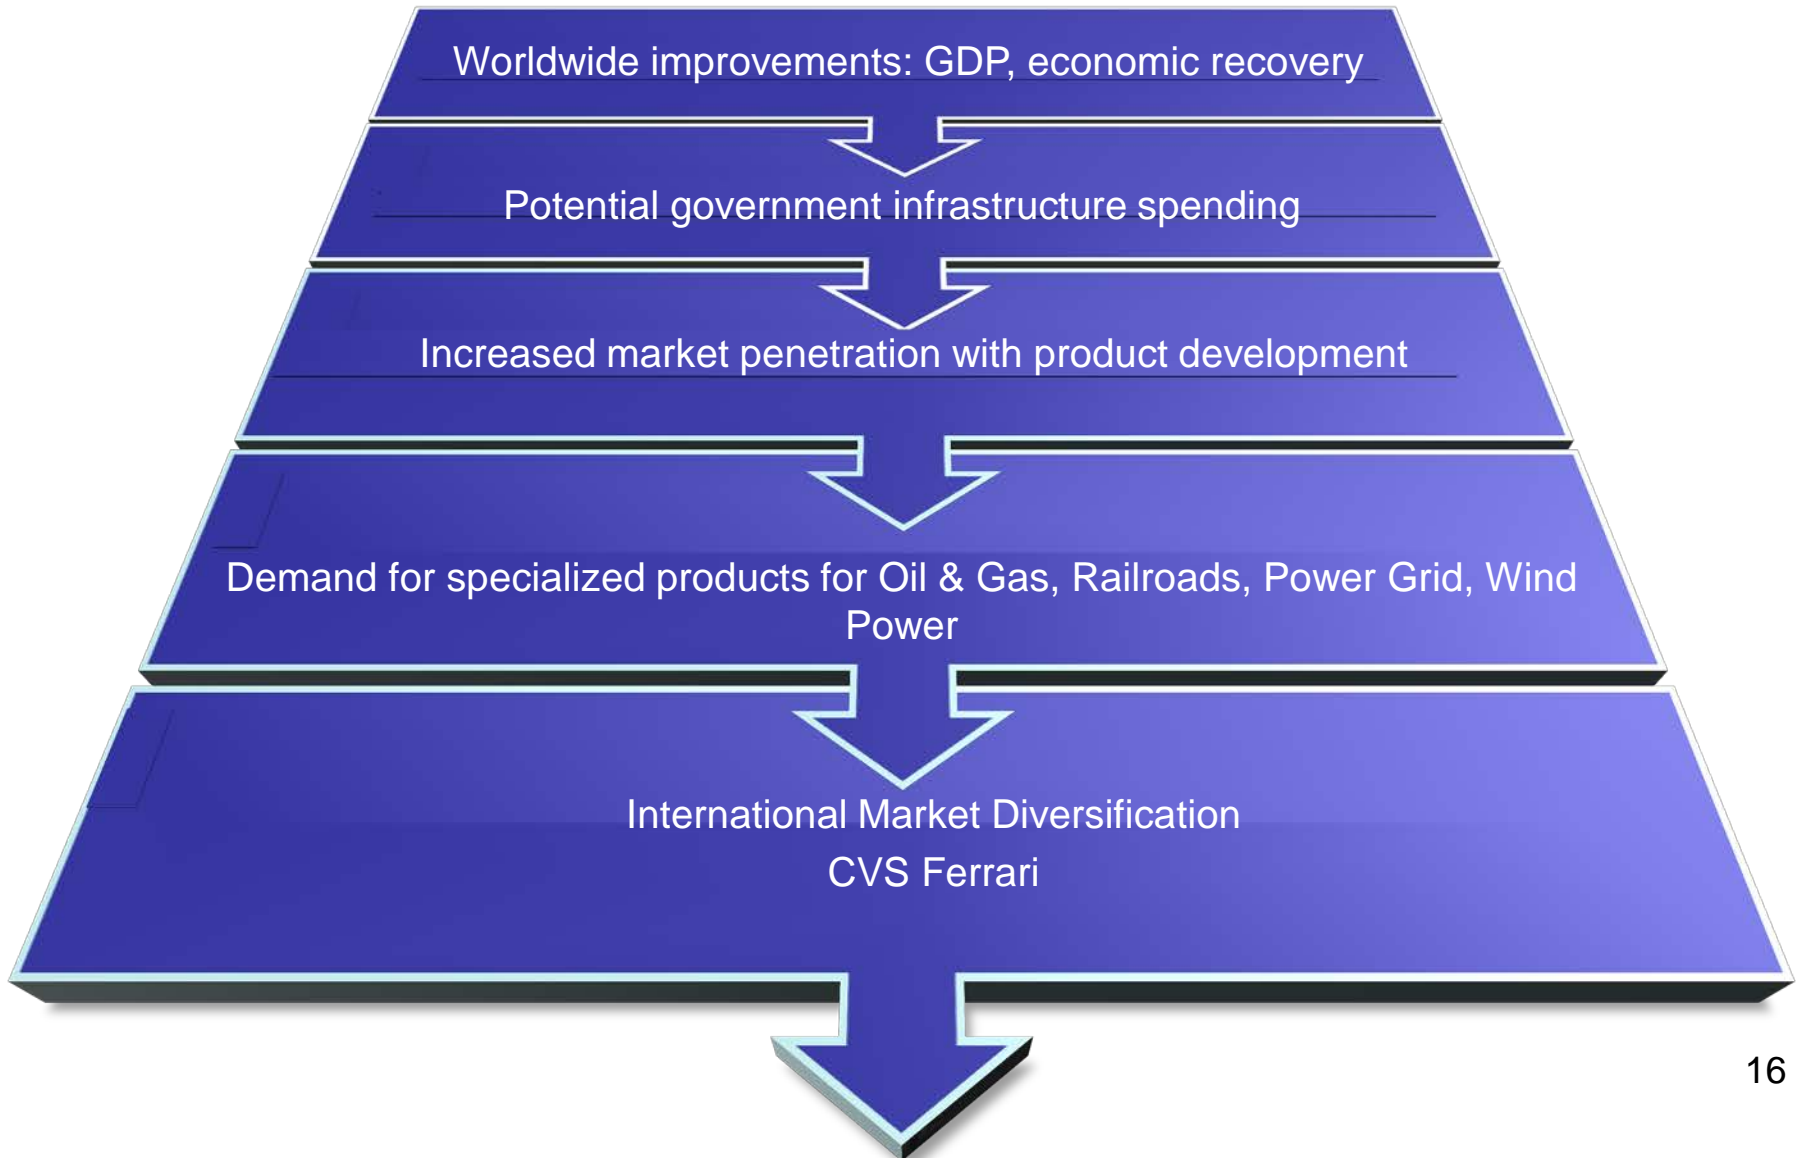 Worldwide improvements: GDP, economic recovery
Potential government infrastructure spending
Increased market penetration with product development
Demand for specialized products for Oil & Gas, Railroads, Power Grid, Wind
Power
International Market Diversification
CVS Ferrari
16